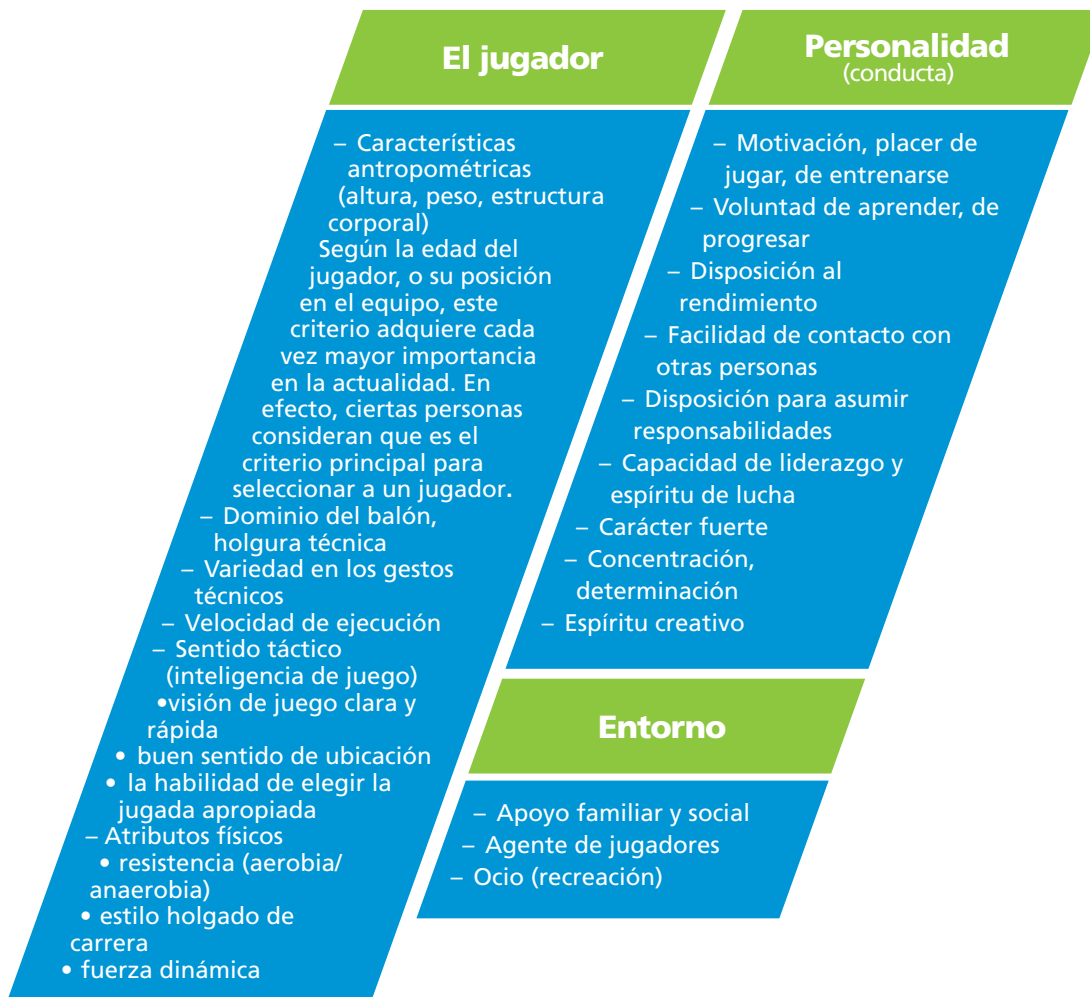 El jugador
– Característicias
antropométricas
(altura, peso, estructura
corporal)
Según la edad del
jugador, o su posición
en el equipo, este
criterio adquiere cada
vez mayor importancia
en la actualidad. En
efecto, ciertas personas
consideran que es el
criterio principal para
seleccionar a un jugador.
– Dominio del balón,
holgura técnica
– Variedad en los gestos
técnicos
– Velocidad de ejecución
– Sentido táctico
(inteligencia de juego)
•visión de juego clara y
rápida
• buen sentido de ubicación
• la habilidad de elegir la
jugada apropiada
– Atributos físicos
• resistencia (aerobia/
anaerobia)
• estilo holgado de
carrera
• fuerza dinámica
Personalidad
(conducta)
– Motivación, placer de
jugar, de entrenarse
– Voluntad de aprender, de
progresar
– Disposición al
rendimiento
– Facilidad de contacto con
otras personas
– Disposición para asumir
responsabilidades
– Capacidad de liderazgo y
espíritu de lucha
– Carácter fuerte
– Concentración,
determinación
– Espíritu creativo
Entorno
– Apoyo familiar y social
– Agente de jugadores
– Ocio (recreación)